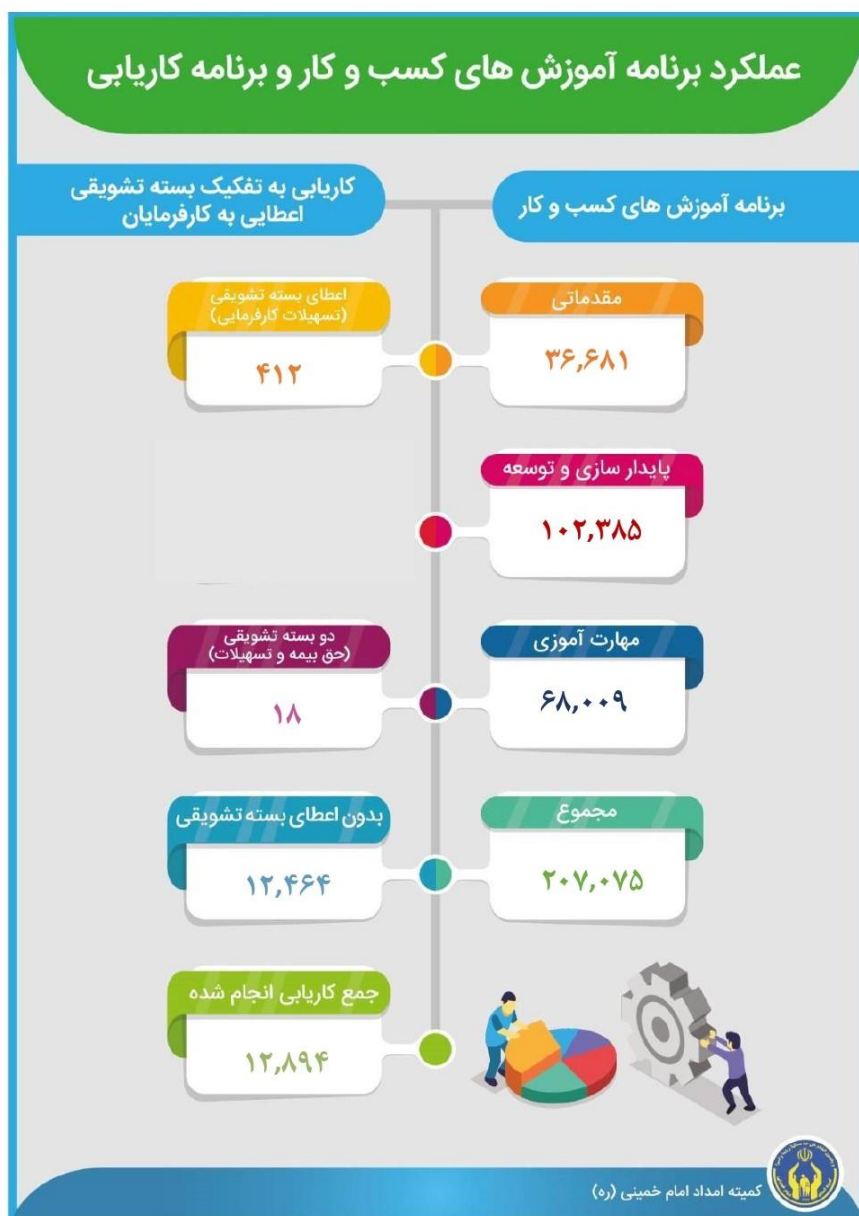 عملکرد برنامه آموزش های کسب و کار و برنامه کاریابی
برنامه آموزش های کسب و کار
مقدماتی
۳۶,۶۸۱
پایدار سازی و توسعه
۱۰۲,۳۸۵
مهارت آموزی
۶۸,۰۰۹
مجموع
۲۰۷,۰۷۵
کاریابی به تفکیک بسته تشویقی
اعطایی به کارفرمایان
اعطای بسته تشویقی
(تسهیلات کارفرمایی)
۴۱۲
دو بسته تشویقی
(حق بیمه و تسهیلات)
۱۸
بدون اعطای بسته تشویقی
۱۲,۴۶۴
جمع کاریابی انجام شده
۱۲,۸۹۴
کمیته امداد امام خمینی (ره)